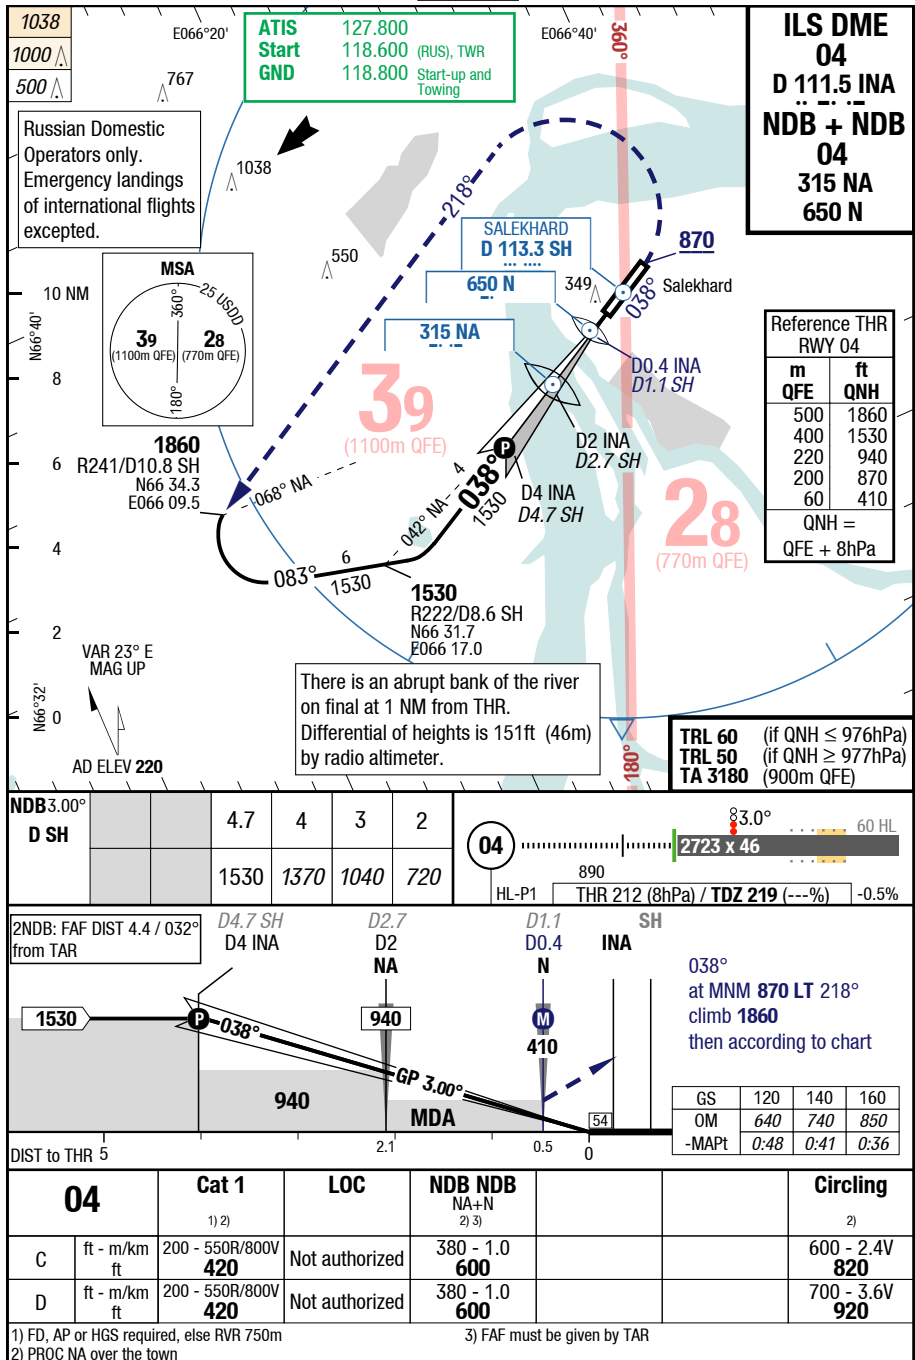 1038
1000
500
ATIS 127.800
Start 118.600 (RUS), TWR
GND 118.800 Start-up and
Towing
E066°20'
E066°40'
360°
ILS DME
04
D 111.5 INA
NDB + NDB
04
315 NA
650 N
767
Russian Domestic
Operators only.
Emergency landings
of international flights
excepted.
1038
218°
550
SALEKHARD
D 113.3 SH
650 N
315 NA
349
870
Salekhard
038°
MSA
25 USDD
360°
180°
39
(1100m QFE)
28
(770m QFE)
10 NM
N66°40'
8
6
4
2
0
N66°32'
39
(1100m QFE)
D0.4 INA
D1.1 SH
Reference THR
RWY 04
m ft
QFE QNH
500 1860
400 1530
220 940
200 870
60 410
QNH =
QFE + 8hPa
1860
R241/D10.8 SH
N66 34.3
E066 09.5
068° NA
042° NA
4
038°
1530
D2 INA
D2.7 SH
D4 INA
D4.7 SH
28
(770m QFE)
083°
6
1530
1530
R222/D8.6 SH
N66 31.7
E066 17.0
VAR 23° E
MAG UP
AD ELEV 220
There is an abrupt bank of the river
on final at 1 NM from THR.
Differential of heights is 151ft (46m)
by radio altimeter.
180°
TRL 60 (if QNH ≤ 976hPa)
TRL 50 (if QNH ≥ 977hPa)
TA 3180 (900m QFE)
NDB 3.00°
D SH
4.7 4 3 2
1530 1370 1040 720
04
3.0°
60 HL
2723 x 46
890
HL-P1
THR 212 (8hPa) / TDZ 219 (---%)
-0.5%
2NDB: FAF DIST 4.4 / 032°
from TAR
D4.7 SH
D4 INA
D2.7
D2
NA
D1.1
D0.4
N
INA
SH
1530
P
038°
940
M
410
GP 3.00°
940
MDA
54
038°
at MNM 870 LT 218°
climb 1860
then according to chart
GS 120 140 160
OM 640 740 850
-MAPt 0:48 0:41 0:36
DIST to THR 5 2.1 0.5 0
04
Cat 1
1) 2)
LOC
NDB NDB
NA+N
2) 3)
Circling
2)
C ft - m/km 200 - 550R/800V Not authorized 380 - 1.0 600 - 2.4V
ft 420 600 820
D ft - m/km 200 - 550R/800V Not authorized 380 - 1.0 700 - 3.6V
ft 420 600 920
1) FD, AP or HGS required, else RVR 750m 3) FAF must be given by TAR
2) PROC NA over the town